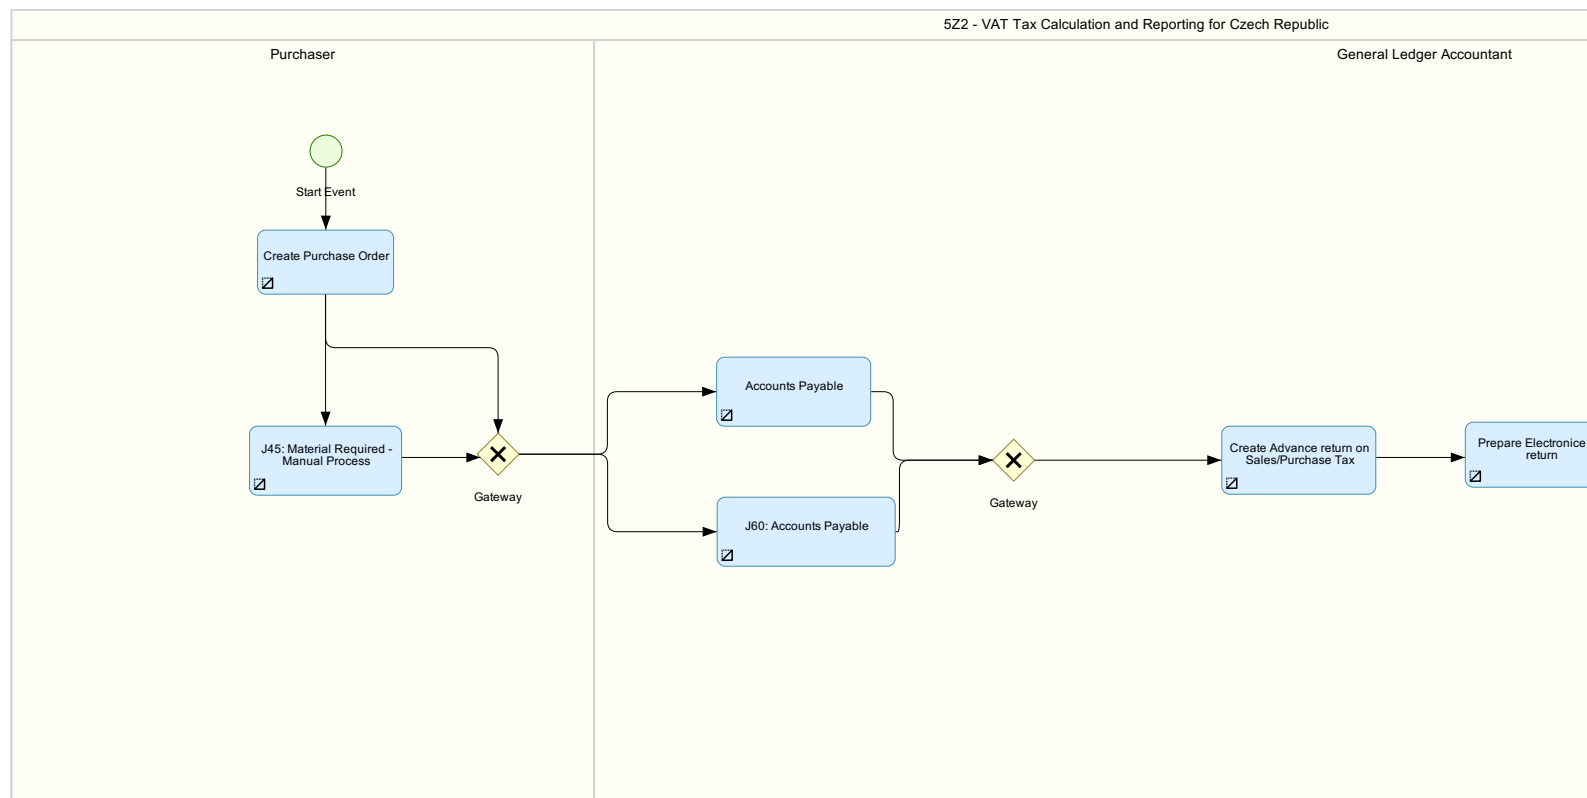 5Z2 - VAT Tax Calculation and Reporting for Czech Republic
Purchaser
General Ledger Accountant
Start Event
Create Purchase Order
J45: Material Required -
Manual Process
Gateway
Accounts Payable
J60: Accounts Payable
Gateway
Create Advance return on
Sales/Purchase Tax
Prepare Electronice
return